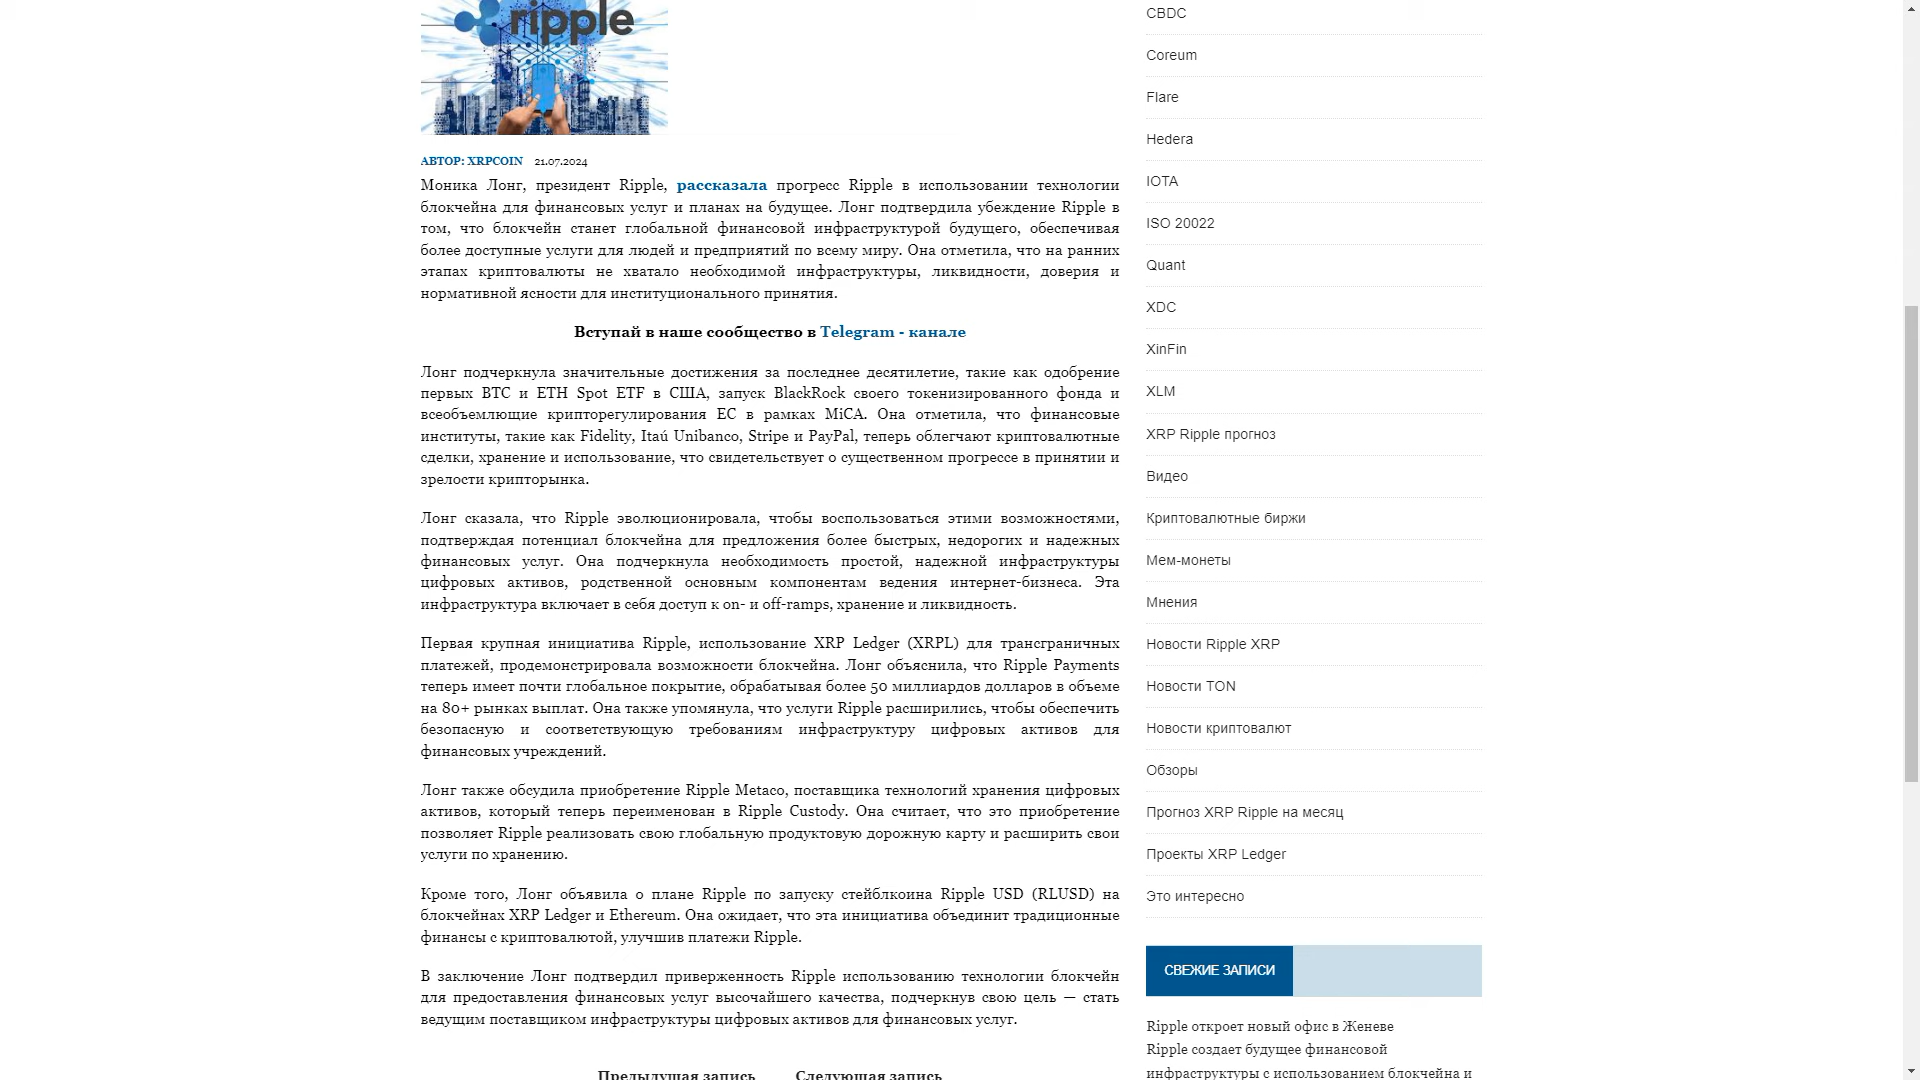 ripple
АВТОР: XRPCOIN 21.07.2024
Моника Лонг, президент Ripple, рассказала прогресс Ripple в использовании технологии
блокчейна для финансовых услуг и планах на будущее. Лонг подтвердила убеждение Ripple в
том, что блокчейн станет глобальной финансовой инфраструктурой будущего, обеспечивая
более доступные услуги для людей и предприятий по всему миру. Она отметила, что на ранних
этапах криптовалюты не хватало необходимой инфраструктуры, ликвидности, доверия и
нормативной ясности для институционального принятия.
Вступай в наше сообщество в Telegram - канале
Лонг подчеркнула значительные достижения за последнее десятилетие, такие как одобрение
первых BTC и ETH Spot ETF в США, запуск BlackRock своего токенизированного фонда и
всеобъемлющие крипторегулирования ЕС в рамках MiCA. Она отметила, что финансовые
институты, такие как Fidelity, Itaú Unibanco, Stripe и PayPal, теперь облегчают криптовалютные
сделки, хранение и использование, что свидетельствует о существенном прогрессе в принятии и
зрелости крипторынка.
Лонг сказала, что Ripple эволюционировала, чтобы воспользоваться этими возможностями,
подтверждая потенциал блокчейна для предложения более быстрых, недорогих и надежных
финансовых услуг. Она подчеркнула необходимость простой, надежной инфраструктуры
цифровых активов, родственной основным компонентам ведения интернет-бизнеса. Эта
инфраструктура включает в себя доступ к on- и off-ramps, хранение и ликвидность.
Первая крупная инициатива Ripple, использование XRP Ledger (XRPL) для трансграничных
платежей, продемонстрировала возможности блокчейна. Лонг объяснила, что Ripple Payments
теперь имеет почти глобальное покрытие, обрабатывая более 50 миллиардов долларов в объеме
на 80+ рынках выплат. Она также упомянула, что услуги Ripple расширились, чтобы обеспечить
безопасную и соответствующую требованиям инфраструктуру цифровых активов для
финансовых учреждений.
Лонг также обсудила приобретение Ripple Metaco, поставщика технологий хранения цифровых
активов, который теперь переименован в Ripple Custody. Она считает, что это приобретение
позволяет Ripple реализовать свою глобальную продуктовую дорожную карту и расширить свои
услуги по хранению.
Кроме того, Лонг объявила о плане Ripple по запуску стейблкоина Ripple USD (RLUSD) на
блокчейнах XRP Ledger и Ethereum. Она ожидает, что эта инициатива объединит традиционные
финансы с криптовалютой, улучшив платежи Ripple.
В заключение Лонг подтвердил приверженность Ripple использованию технологии блокчейн
для предоставления финансовых услуг высочайшего качества, подчеркнув свою цель — стать
ведущим поставщиком инфраструктуры цифровых активов для финансовых услуг.
Предыдущая запись Следующая запись
CBDC
Coreum
Flare
Hedera
IOTA
ISO 20022
Quant
XDC
XinFin
XLM
XRP Ripple прогноз
Видео
Криптовалютные биржи
Мем-монеты
Мнения
Новости Ripple XRP
Новости TON
Новости криптовалют
Обзоры
Прогноз XRP Ripple на месяц
Проекты XRP Ledger
Это интересно
СВЕЖИЕ ЗАПИСИ
Ripple откроет новый офис в Женеве
Ripple создает будущее финансовой
инфраструктуры с использованием блокчейна и